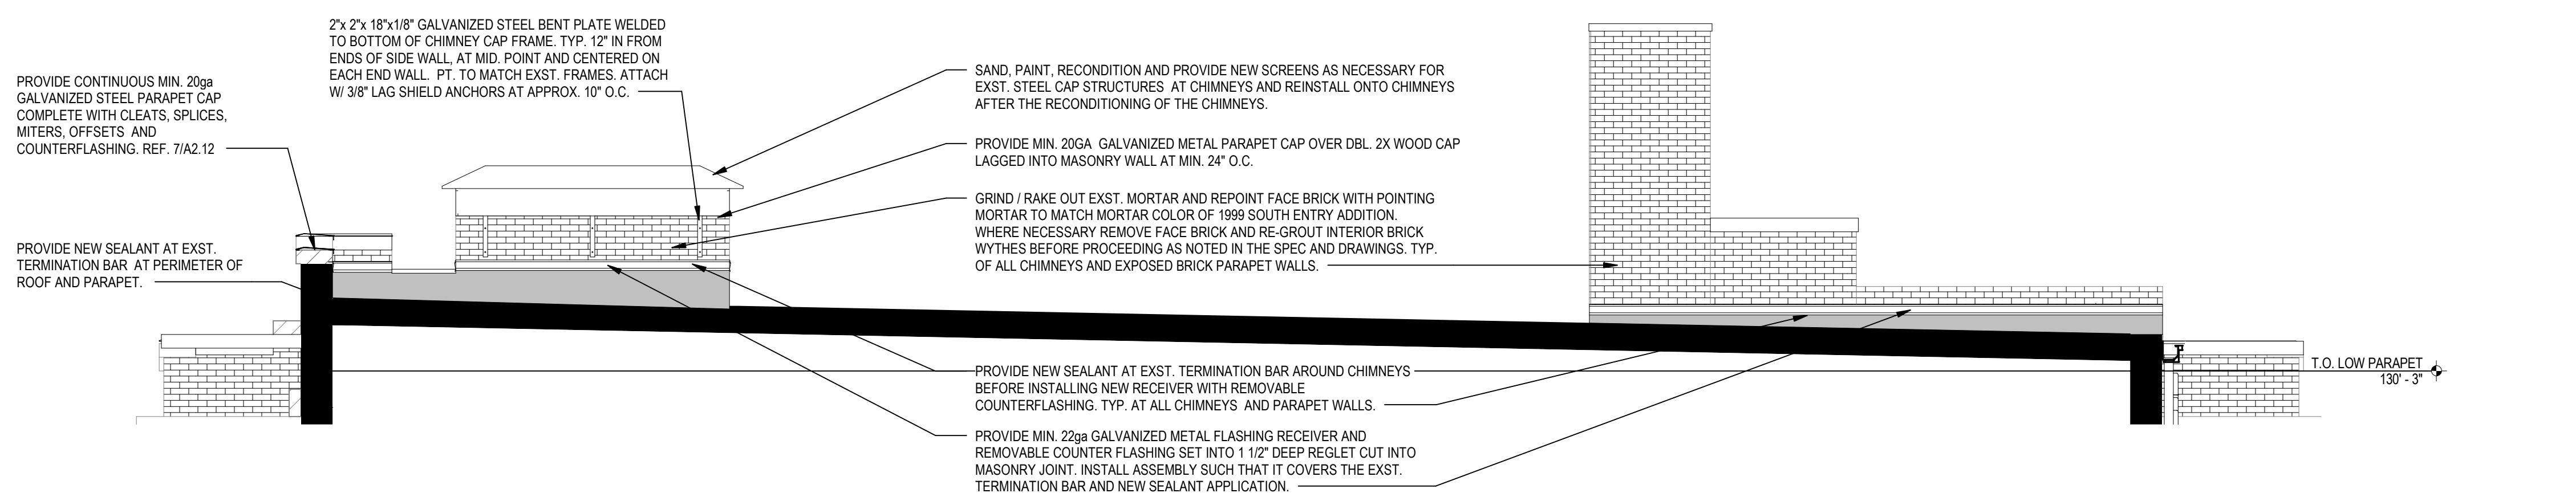 2"x 2"x 18"x1/8" GALVANIZED STEEL BENT PLATE WELDED
TO BOTTOM OF CHIMNEY CAP FRAME. TYP. 12" IN FROM
ENDS OF SIDE WALL, AT MID. POINT AND CENTERED ON
EACH END WALL. PT. TO MATCH EXST. FRAMES. ATTACH
W/ 3/8" LAG SHIELD ANCHORS AT APPROX. 10" O.C.
PROVIDE CONTINUOUS MIN. 20ga
GALVANIZED STEEL PARAPET CAP
COMPLETE WITH CLEATS, SPLICES,
MITERS, OFFSETS AND
COUNTERFLASHING. REF. 7/A2.12
PROVIDE NEW SEALANT AT EXST.
TERMINATION BAR AT PERIMETER OF
ROOF AND PARAPET.
SAND, PAINT, RECONDITION AND PROVIDE NEW SCREENS AS NECESSARY FOR
EXST. STEEL CAP STRUCTURES AT CHIMNEYS AND REINSTALL ONTO CHIMNEYS
AFTER THE RECONDITIONING OF THE CHIMNEYS.
PROVIDE MIN. 20GA GALVANIZED METAL PARAPET CAP OVER DBL. 2X WOOD CAP
LAGGED INTO MASONRY WALL AT MIN. 24" O.C.
GRIND / RAKE OUT EXST. MORTAR AND REPOINT FACE BRICK WITH POINTING
MORTAR TO MATCH MORTAR COLOR OF 1999 SOUTH ENTRY ADDITION.
WHERE NECESSARY REMOVE FACE BRICK AND RE-GROUT INTERIOR BRICK
WYTHES BEFORE PROCEEDING AS NOTED IN THE SPEC AND DRAWINGS. TYP.
OF ALL CHIMNEYS AND EXPOSED BRICK PARAPET WALLS.
PROVIDE NEW SEALANT AT EXST. TERMINATION BAR AROUND CHIMNEYS
BEFORE INSTALLING NEW RECEIVER WITH REMOVABLE
COUNTERFLASHING. TYP. AT ALL CHIMNEYS AND PARAPET WALLS.
PROVIDE MIN. 22ga GALVANIZED METAL FLASHING RECEIVER AND
REMOVABLE COUNTER FLASHING SET INTO 1 1/2" DEEP REGLET CUT INTO
MASONRY JOINT. INSTALL ASSEMBLY SUCH THAT IT COVERS THE EXST.
TERMINATION BAR AND NEW SEALANT APPLICATION.
T.O. LOW PARAPET
130' - 3"